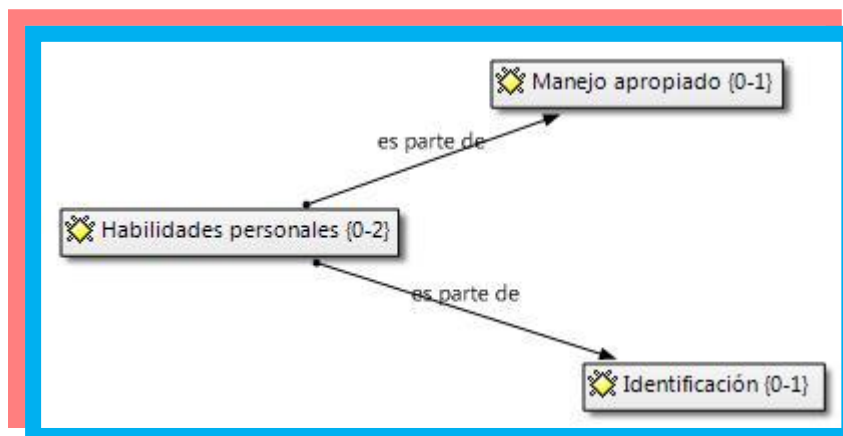 Manejo apropiado {0-1}
es parte de
Habilidades personales {0-2}
es parte de
Identificación {0-1}